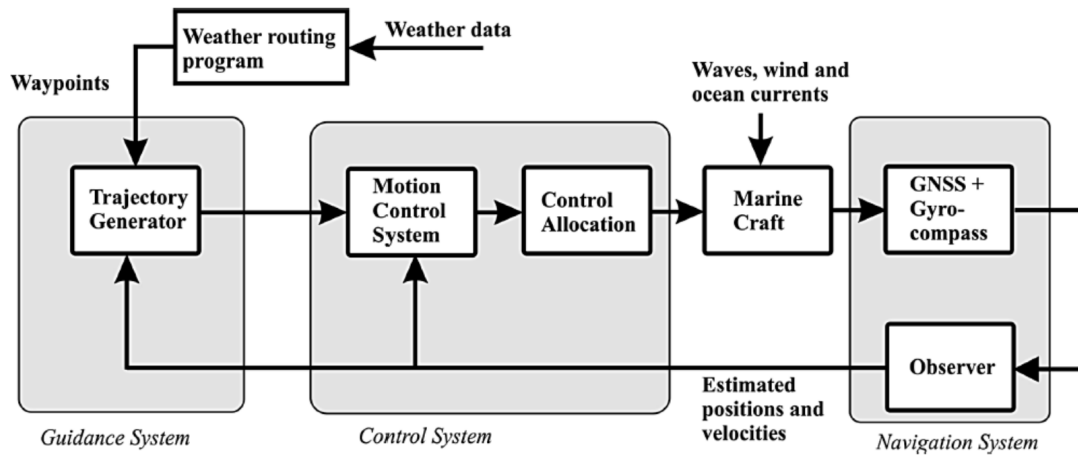 Weather routing
program
Weather data
Waypoints
Waves, wind and
ocean currents
Trajectory
Generator
Motion
Control
System
Control
Allocation
Marine
Craft
GNSS +
Gyro-
compass
Observer
Estimated
positions and
velocities
Guidance System
Control System
Navigation System